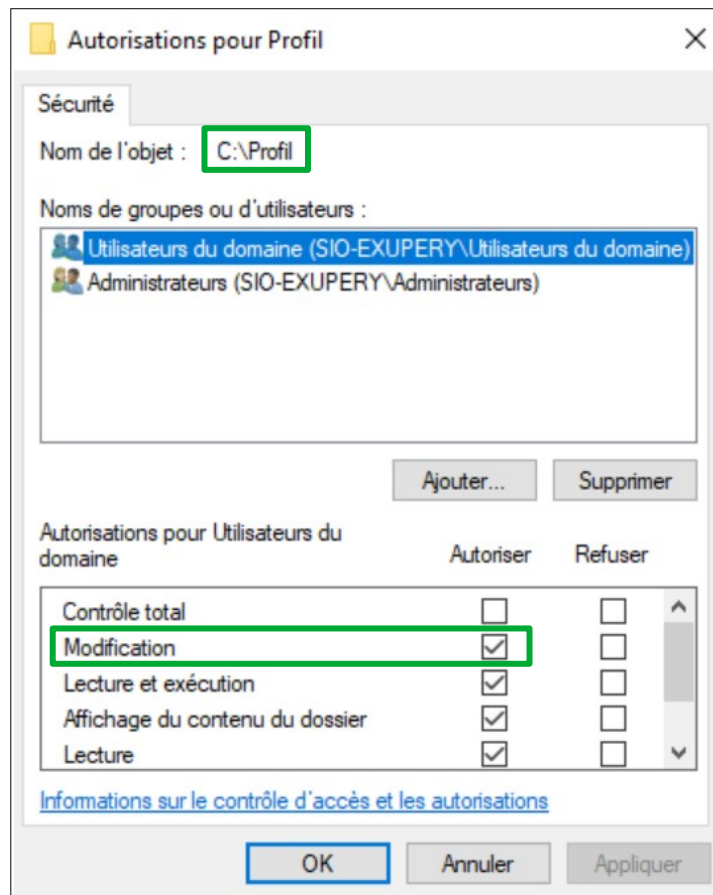 Autorisations pour Profil
Sécurité
Nom de l'objet : C:\Profil
Noms de groupes ou d'utilisateurs :
Utilisateurs du domaine (SIO-EXUPERY\Utilisateurs du domaine)
Administrateurs (SIO-EXUPERY\Administrateurs)
Ajouter... Supprimer
Autorisations pour Utilisateurs du
domaine Autoriser Refuser
Contrôle total
Modification
Lecture et exécution
Affichage du contenu du dossier
Lecture
Informations sur le contrôle d'accès et les autorisations
OK Annuler Appliquer